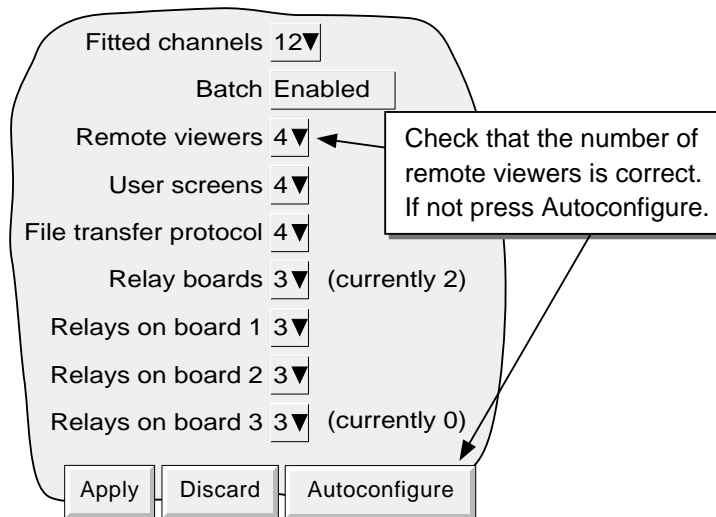 Fitted channels 12▼
Batch Enabled
Remote viewers 4▼
Check that the number of
remote viewers is correct.
If not press Autoconfigure.
User screens 4▼
File transfer protocol 4▼
Relay boards 3▼ (currently 2)
Relays on board 1 3▼
Relays on board 2 3▼
Relays on board 3 3▼ (currently 0)
Apply Discard Autoconfigure